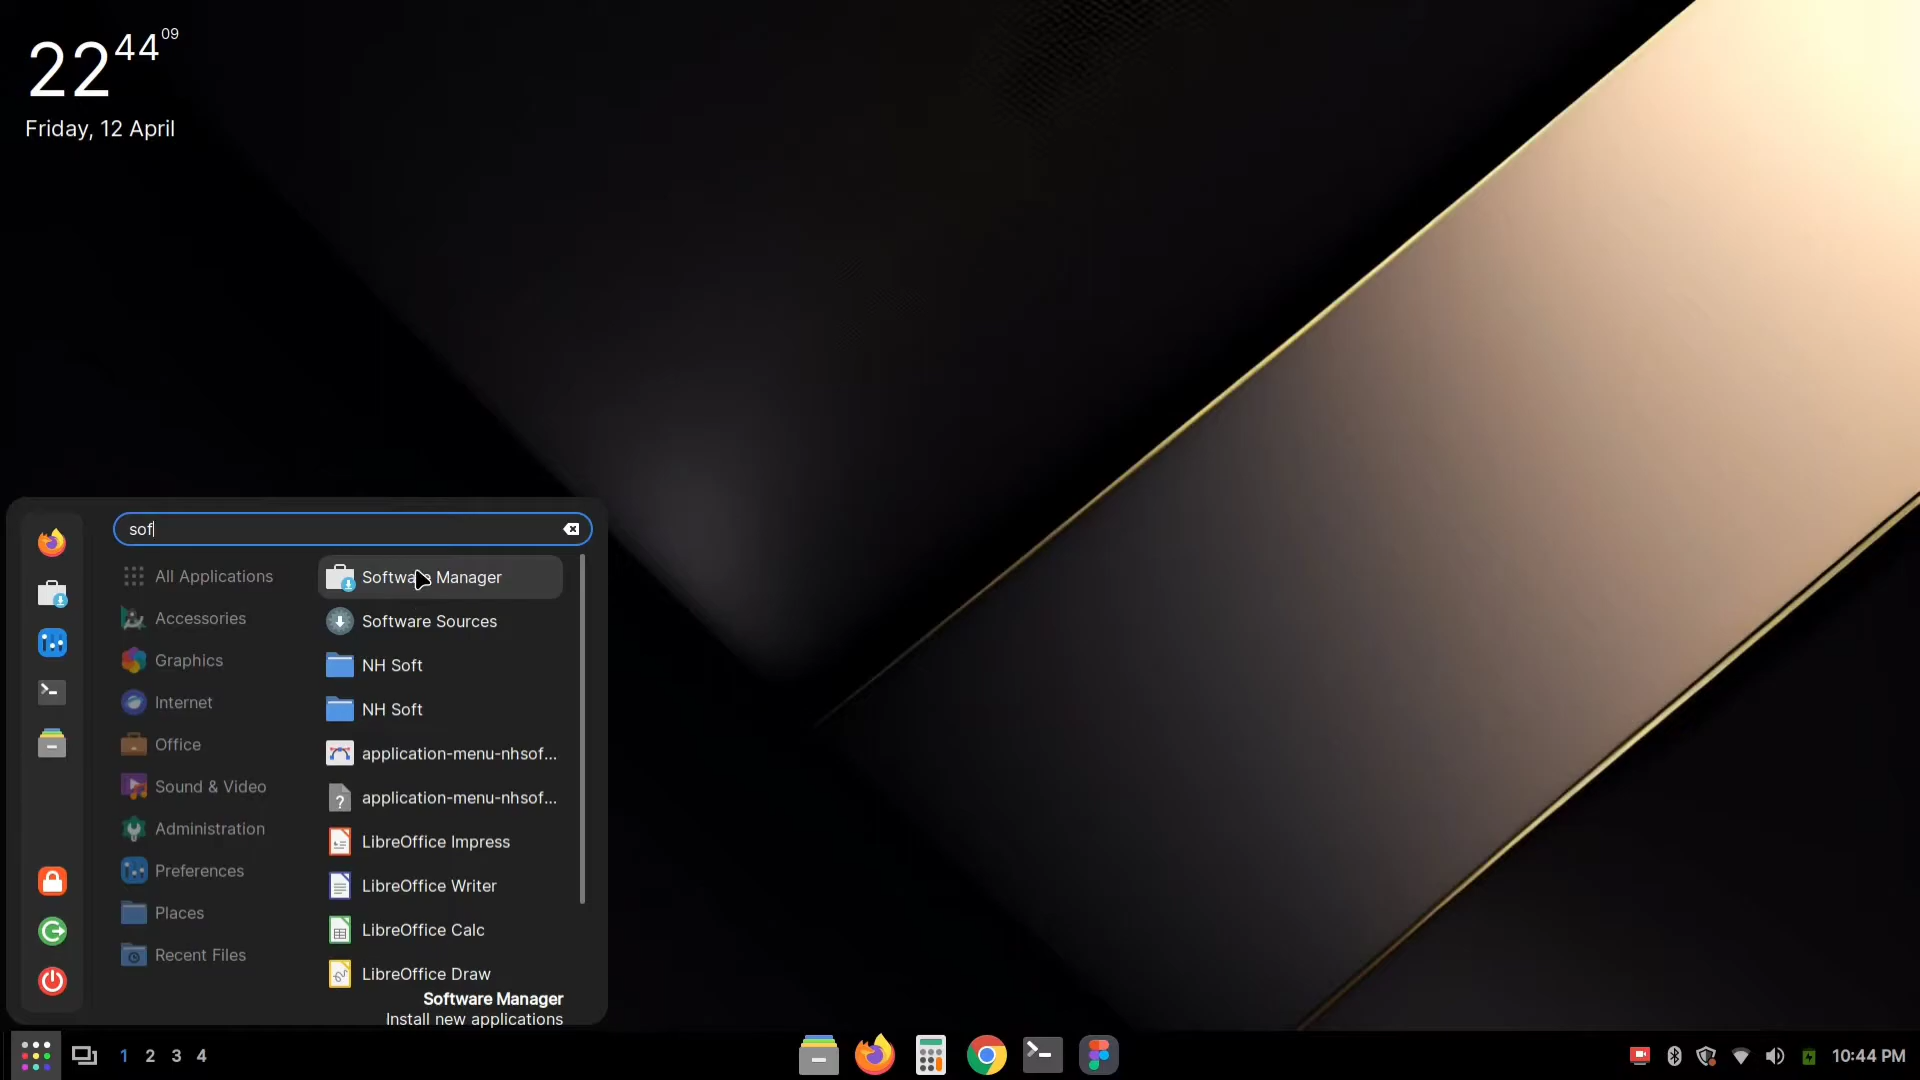 22 44 09
Friday, 12 April
sof
All Applications
Accessories
Graphics
Internet
Office
Sound & Video
Administration
Preferences
Places
Recent Files
Software Manager
Software Sources
NH Soft
NH Soft
application-menu-nhsof...
application-menu-nhsof...
LibreOffice Impress
LibreOffice Writer
LibreOffice Calc
LibreOffice Draw
Software Manager
Install new applications
1 2 3 4
10:44 PM